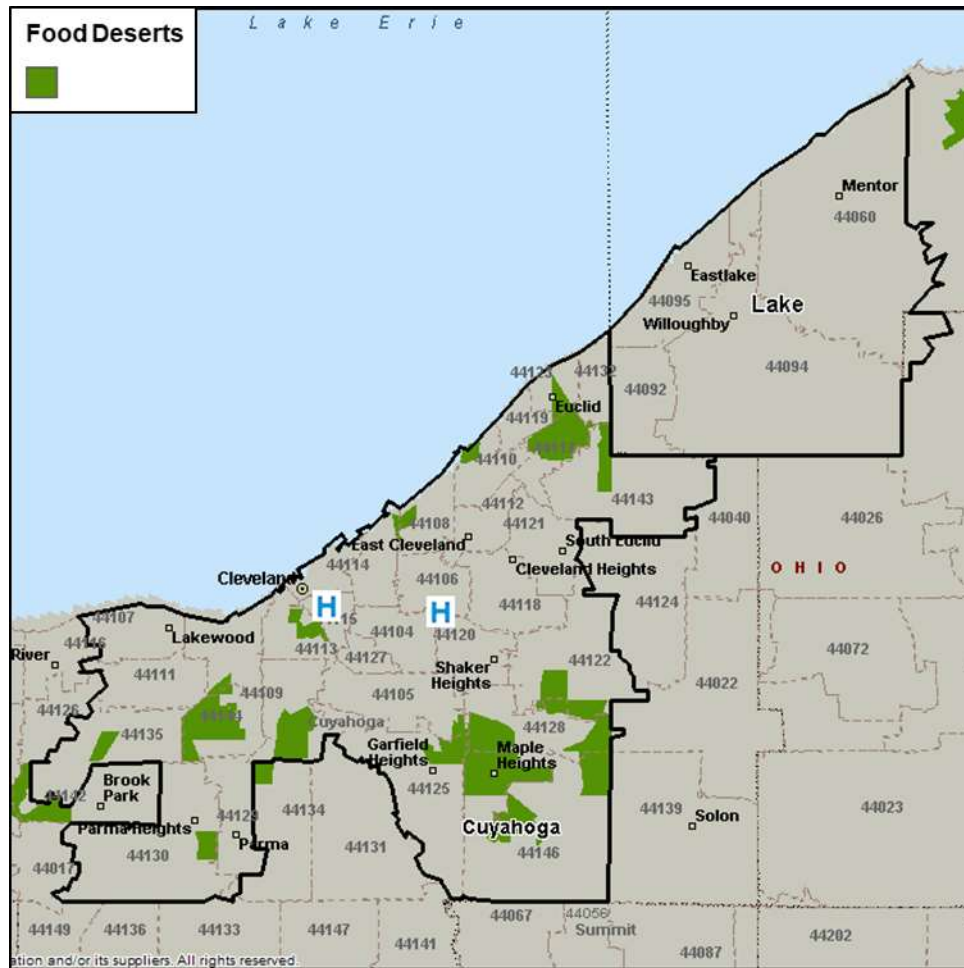 Food Deserts
Lake Erie
Mentor
44060
Eastlake
44095
Willoughby
Lake
44094
44092
44123
44132
Euclid
44119
44117
44110
44143
44112
44108
44121
44040
44026
East Cleveland
South Euclid
44114
Cleveland Heights
OHIO
Cleveland
44106
44118
44124
H
H
44107
Lakewood
44104
44120
44116
44113
44127
44072
River
44111
Shaker
Heights
44122
44022
44126
44109
44105
44128
44135
Cuyahoga
Garfield
Heights
Maple
Heights
44125
Brook
Park
44142
44134
44139
44023
Solon
44129
Parma Heights
Parma
Cuyahoga
44130
44131
44146
44017
44067
44056
Summit
44149
44136
44133
44147
44141
44087
44202
ation and/or its suppliers. All rights reserved.